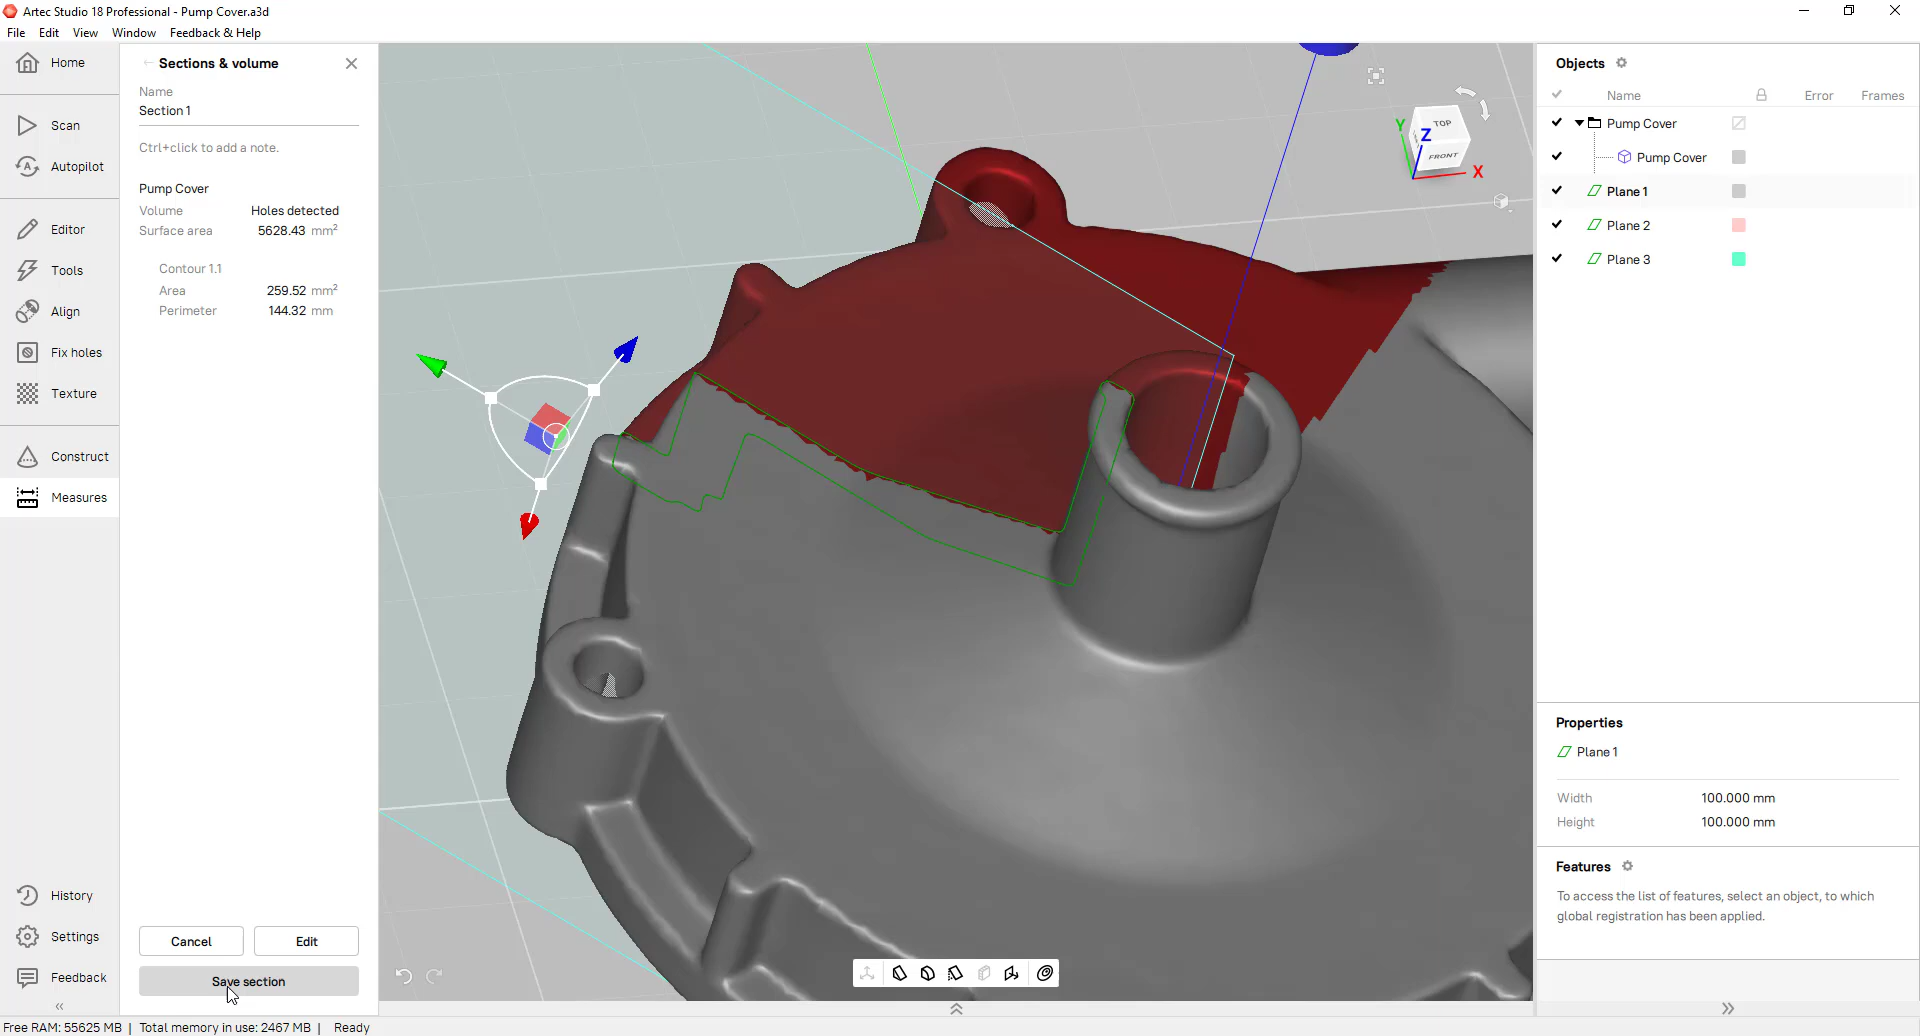 Artec Studio 18 Professional - Pump Cover.a3d
File Edit View Window Feedback & Help
Home
Scan
Autopilot
Editor
Tools
Align
Fix holes
Texture
Construct
Measures
History
Settings
Feedback
Sections & volume
Name
Section 1
Ctrl+click to add a note.
Pump Cover
Volume Holes detected
Surface area 5628.43 mm²
Contour 1.1
Area 259.52 mm²
Perimeter 144.32 mm
Cancel Edit
Save section
TOP
FRONT
Y
Z
X
Objects
Name Error Frames
Pump Cover
Pump Cover
Plane 1
Plane 2
Plane 3
Properties
Plane 1
Width 100.000 mm
Height 100.000 mm
Features
To access the list of features, select an object, to which
global registration has been applied.
Free RAM: 55625 MB | Total memory in use: 2467 MB | Ready